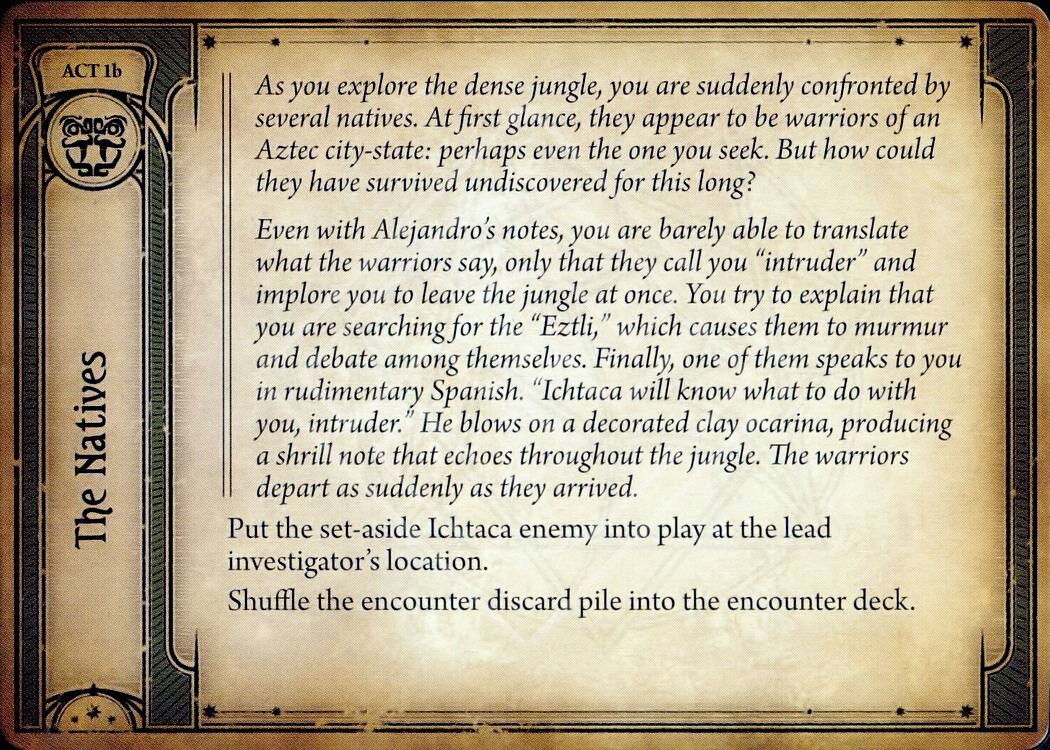 ACT 1b
The Natives
As you explore the dense jungle, you are suddenly confronted by
several natives. At first glance, they appear to be warriors of an
Aztec city-state: perhaps even the one you seek. But how could
they have survived undiscovered for this long?
Even with Alejandro’s notes, you are barely able to translate
what the warriors say, only that they call you “intruder” and
implore you to leave the jungle at once. You try to explain that
you are searching for the “Eztli,” which causes them to murmur
and debate among themselves. Finally, one of them speaks to you
in rudimentary Spanish. “Ichtaca will know what to do with
you, intruder.” He blows on a decorated clay ocarina, producing
a shrill note that echoes throughout the jungle. The warriors
depart as suddenly as they arrived.
Put the set-aside Ichtaca enemy into play at the lead
investigator’s location.
Shuffle the encounter discard pile into the encounter deck.